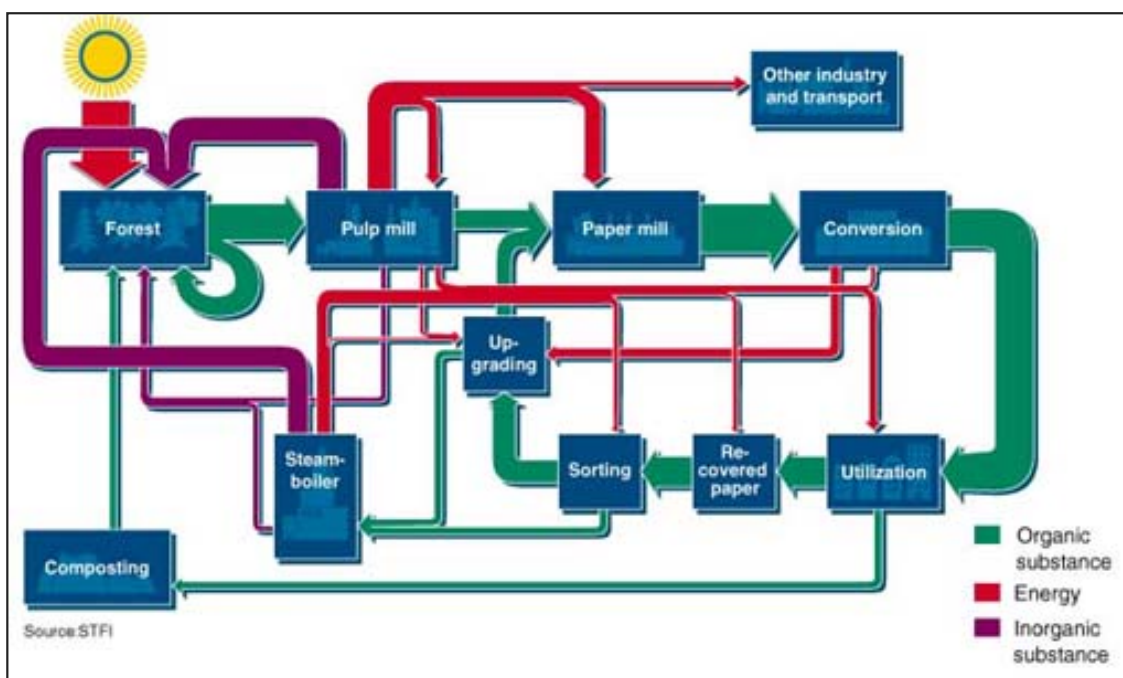 Other industry
and transport
Forest
Pulp mill
Paper mill
Conversion
Up-
grading
Steam-
boiler
Sorting
Re-
covered
paper
Utilization
Composting
Organic
substance
Energy
Inorganic
substance
Source:STFI